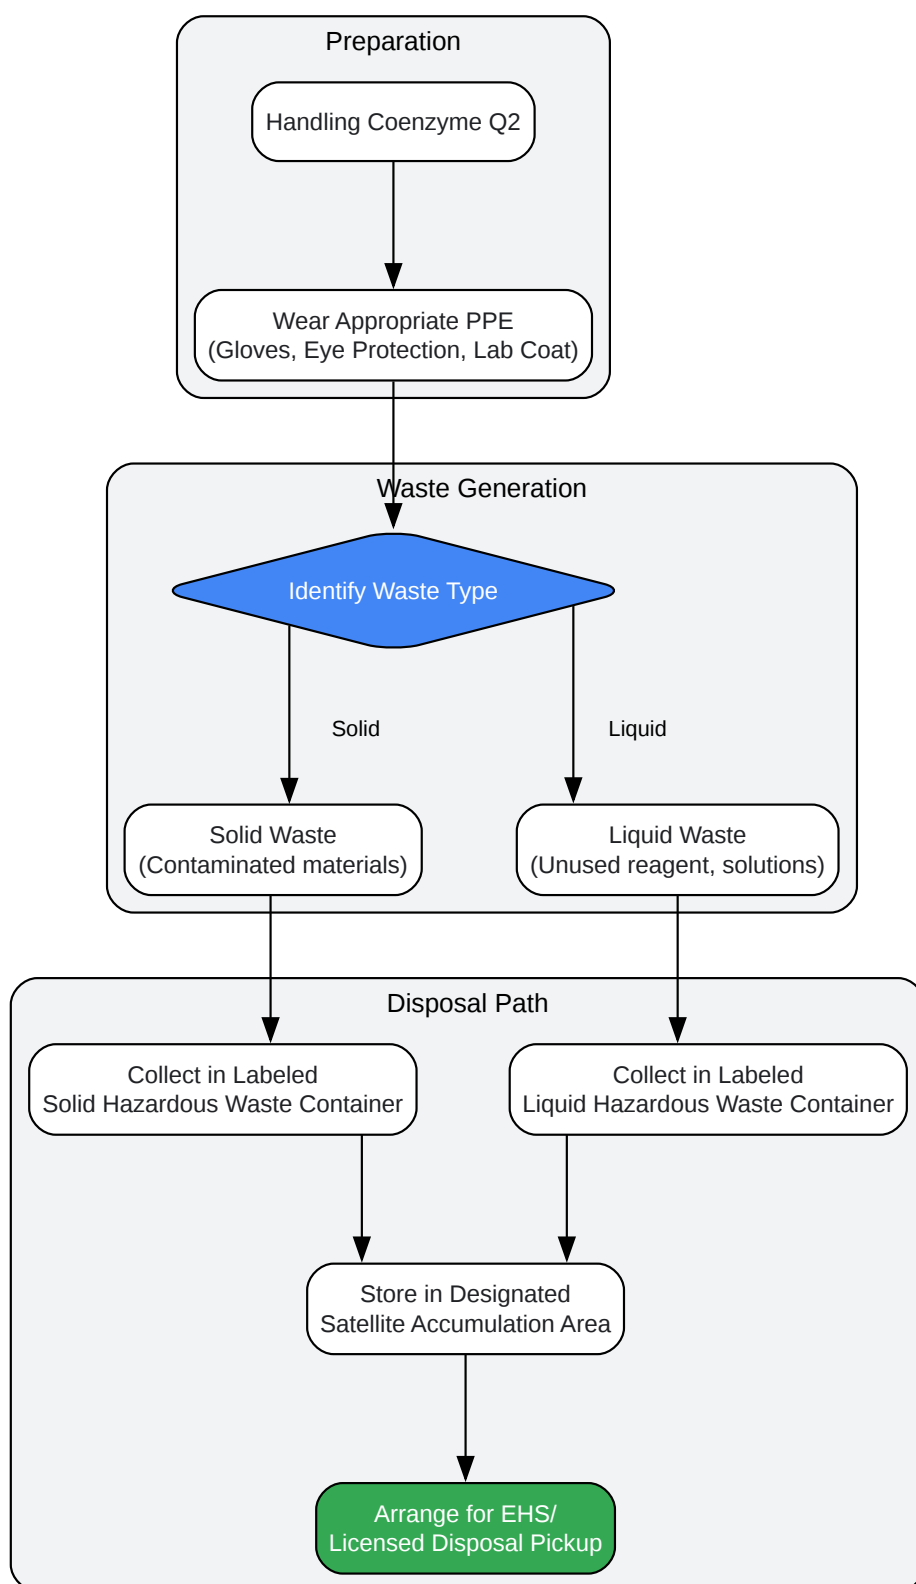 Preparation
Handling Coenzyme Q2
Wear Appropriate PPE
(Gloves, Eye Protection, Lab Coat)
Waste Generation
Identify Waste Type
Solid
Liquid
Solid Waste
(Contaminated materials)
Liquid Waste
(Unused reagent, solutions)
Disposal Path
Collect in Labeled
Solid Hazardous Waste Container
Collect in Labeled
Liquid Hazardous Waste Container
Store in Designated
Satellite Accumulation Area
Arrange for EHS/
Licensed Disposal Pickup